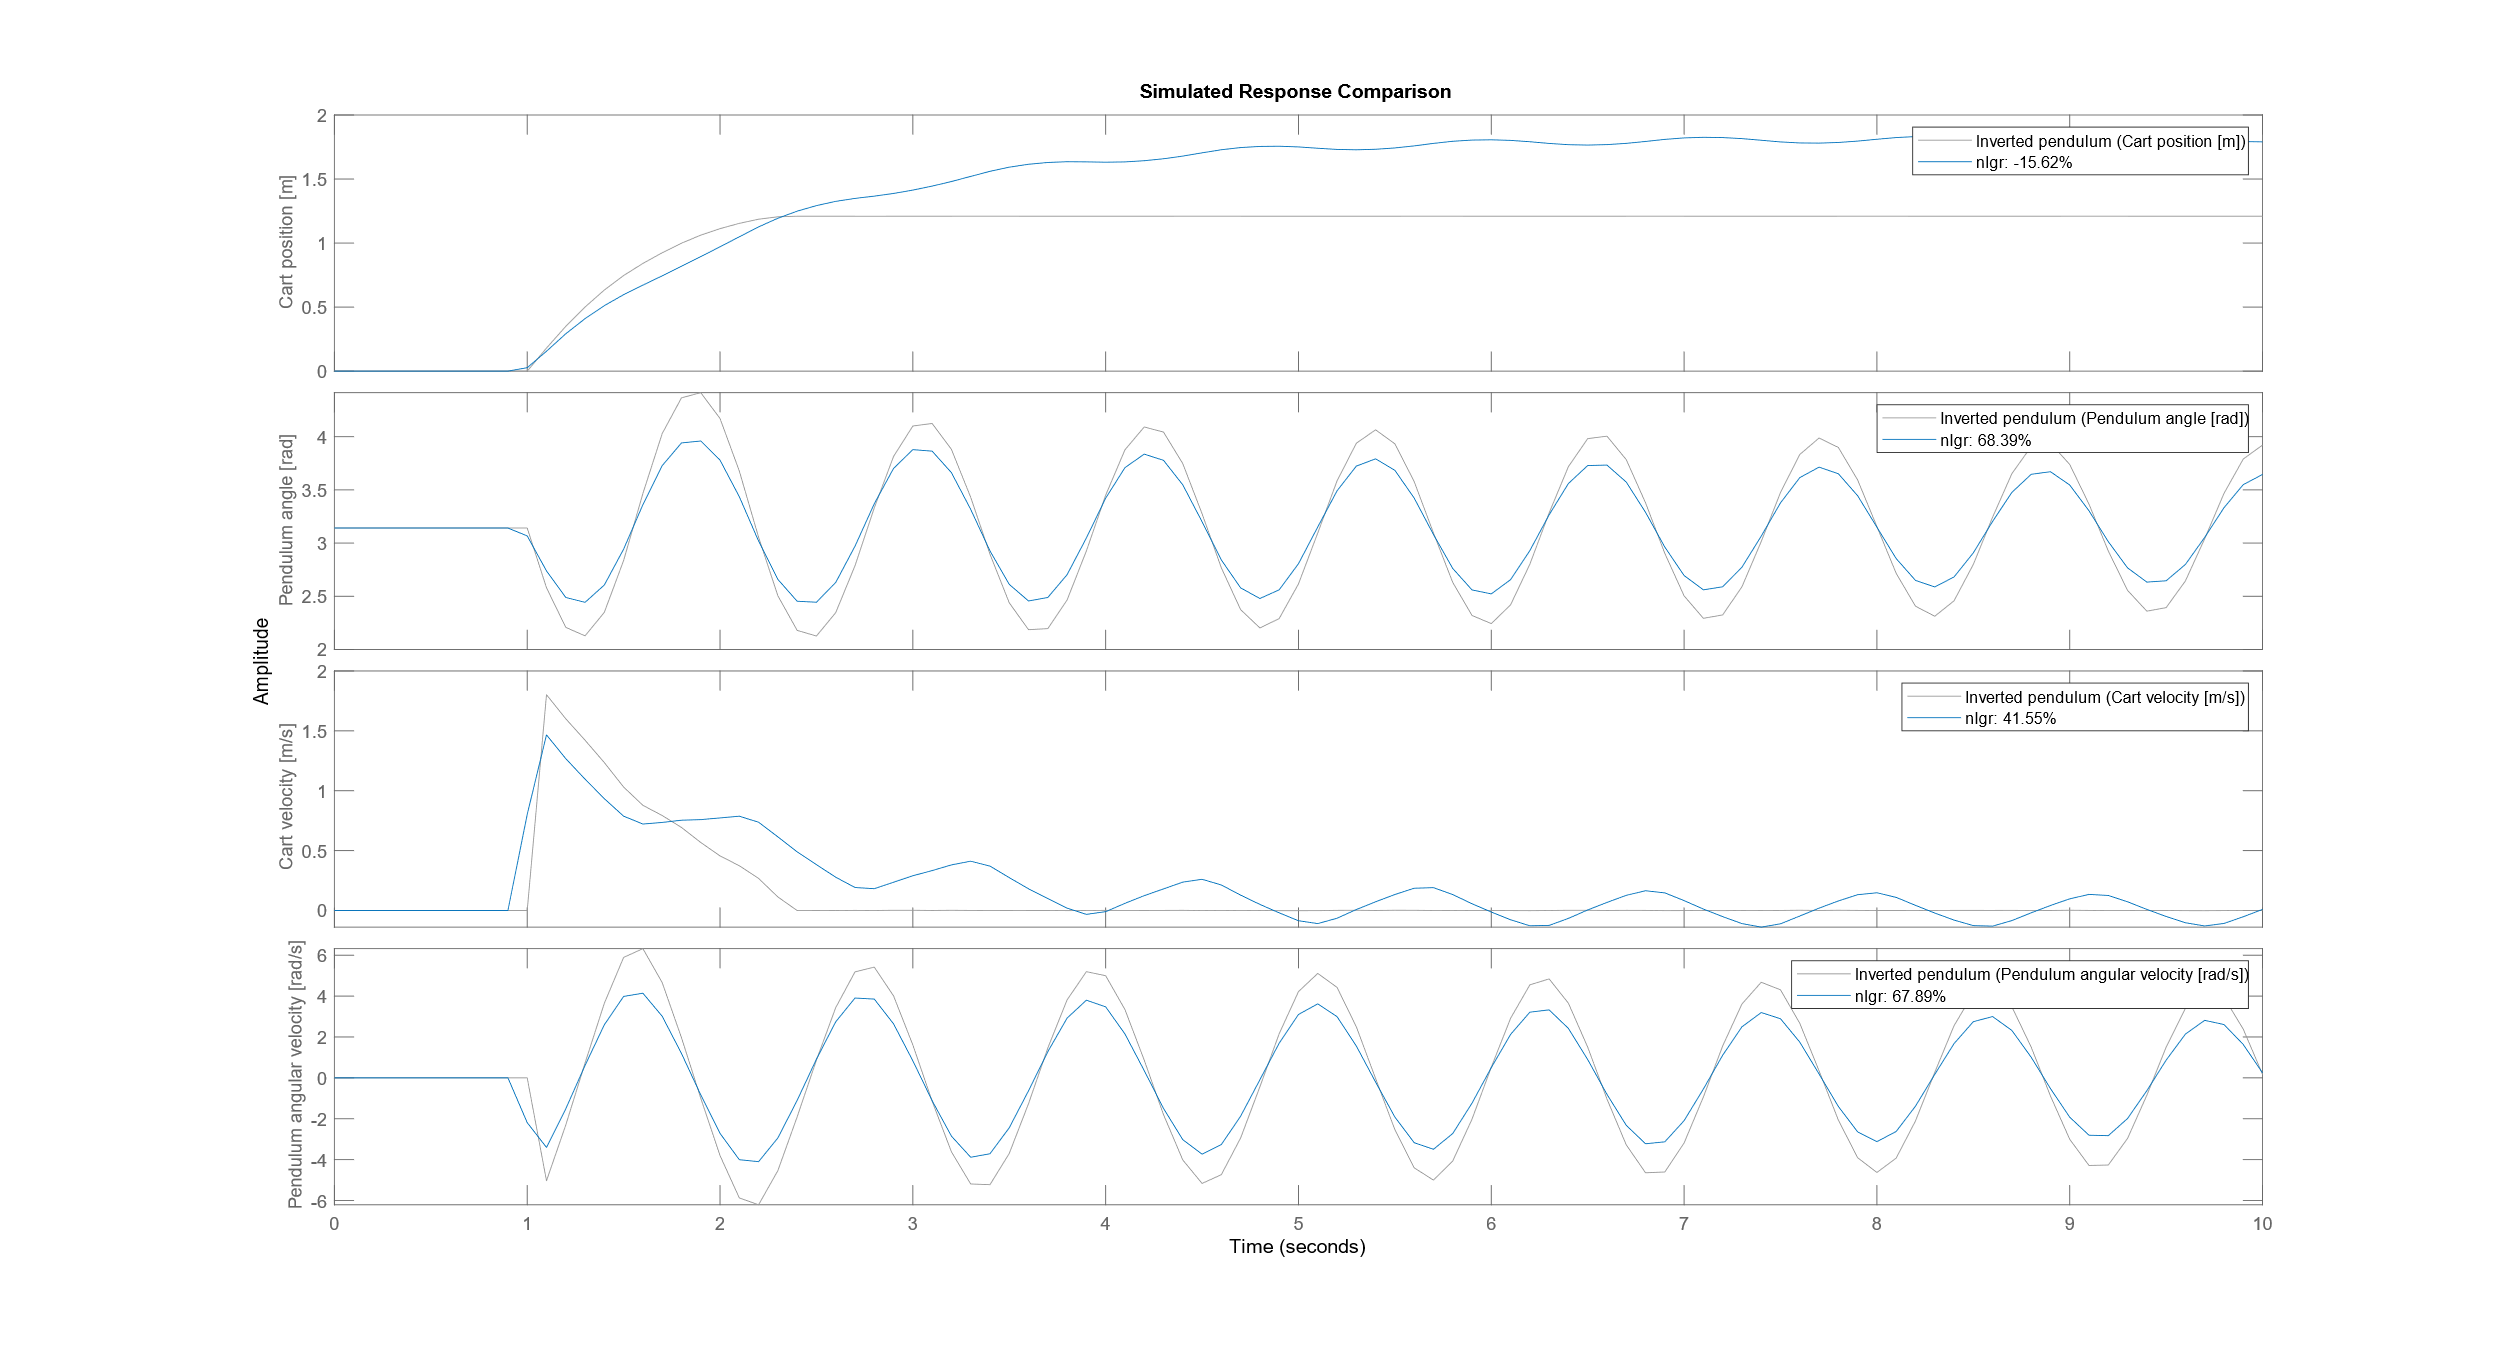 Simulated Response Comparison
Amplitude
Cart position [m]
2
1.5
1
0.5
0
Inverted pendulum (Cart position [m])
nlgr: -15.62%
Pendulum angle [rad]
4
3.5
3
2.5
2
Inverted pendulum (Pendulum angle [rad])
nlgr: 68.39%
Cart velocity [m/s]
2
1.5
1
0.5
0
Inverted pendulum (Cart velocity [m/s])
nlgr: 41.55%
Pendulum angular velocity [rad/s]
6
4
2
0
-2
-4
-6
Inverted pendulum (Pendulum angular velocity [rad/s])
nlgr: 67.89%
0 1 2 3 4 5 6 7 8 9 10
Time (seconds)